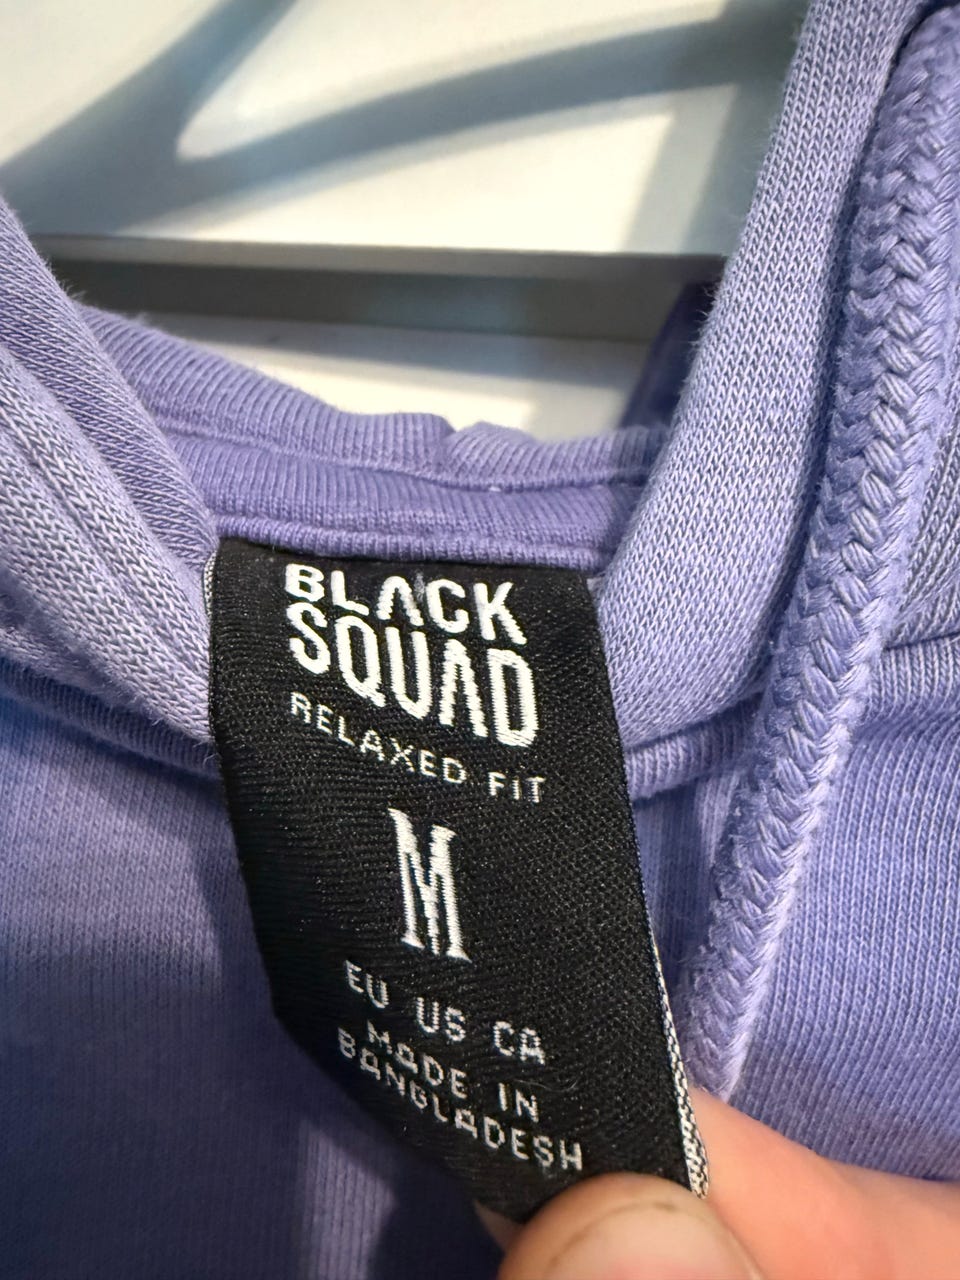 BLACK
SQUAD
RELAXED FIT
M
EU US CA
MADE IN
BANGLADESH